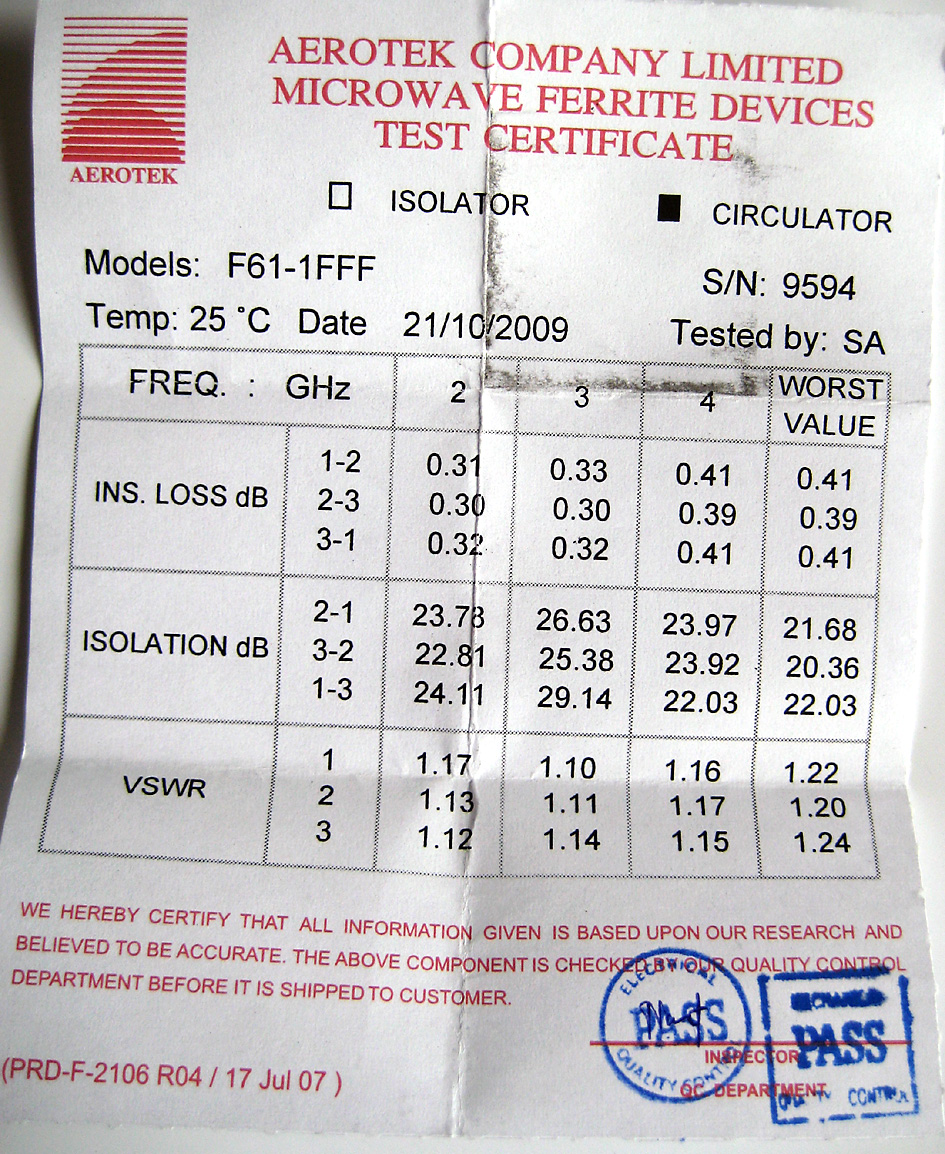 AEROTEK COMPANY LIMITED
MICROWAVE FERRITE DEVICES
TEST CERTIFICATE
AEROTEK
ISOLATOR CIRCULATOR
Models: F61-1FFF S/N: 9594
Temp: 25 °C Date 21/10/2009 Tested by: SA
FREQ. : GHz 2 3 4 WORST VALUE
INS. LOSS dB
1-2 0.31 0.33 0.41 0.41
2-3 0.30 0.30 0.39 0.39
3-1 0.32 0.32 0.41 0.41
ISOLATION dB
2-1 23.73 26.63 23.97 21.68
3-2 22.81 25.38 23.92 20.36
1-3 24.11 29.14 22.03 22.03
VSWR
1 1.17 1.10 1.16 1.22
2 1.13 1.11 1.17 1.20
3 1.12 1.14 1.15 1.24
WE HEREBY CERTIFY THAT ALL INFORMATION GIVEN IS BASED UPON OUR RESEARCH AND
BELIEVED TO BE ACCURATE. THE ABOVE COMPONENT IS CHECKED BY OUR QUALITY CONTROL
DEPARTMENT BEFORE IT IS SHIPPED TO CUSTOMER.
ELECTRICAL
PASS
QUALITY CONTROL
PASS
CONTROL
INSPECTOR
QC DEPARTMENT
(PRD-F-2106 R04 / 17 Jul 07 )